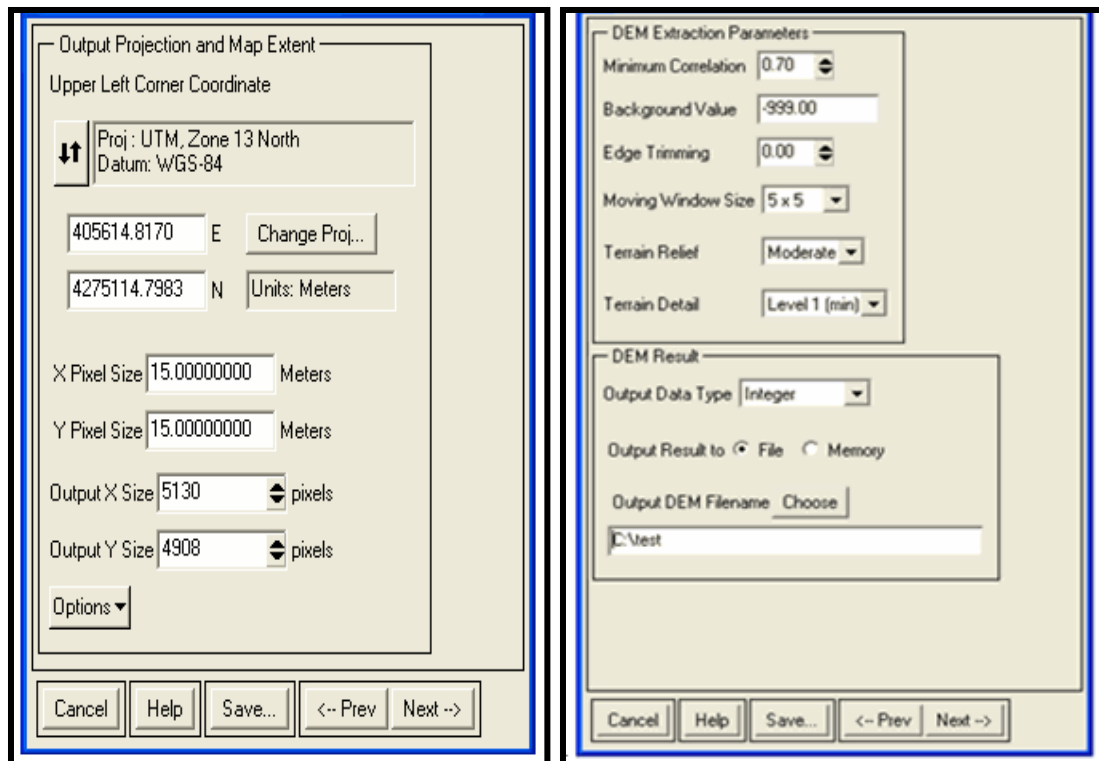 Output Projection and Map Extent
Upper Left Corner Coordinate
Proj : UTM, Zone 13 North
Datum: WGS-84
405614.8170 E Change Proj...
4275114.7983 N Units: Meters
X Pixel Size 15.00000000 Meters
Y Pixel Size 15.00000000 Meters
Output X Size 5130 pixels
Output Y Size 4908 pixels
Options
Cancel Help Save... <-- Prev Next -->
DEM Extraction Parameters
Minimum Correlation 0.70
Background Value -999.00
Edge Trimming 0.00
Moving Window Size 5 x 5
Terrain Relief Moderate
Terrain Detail Level 1 (min)
DEM Result
Output Data Type Integer
Output Result to File Memory
Output DEM Filename Choose
C:\test
Cancel Help Save... <-- Prev Next -->